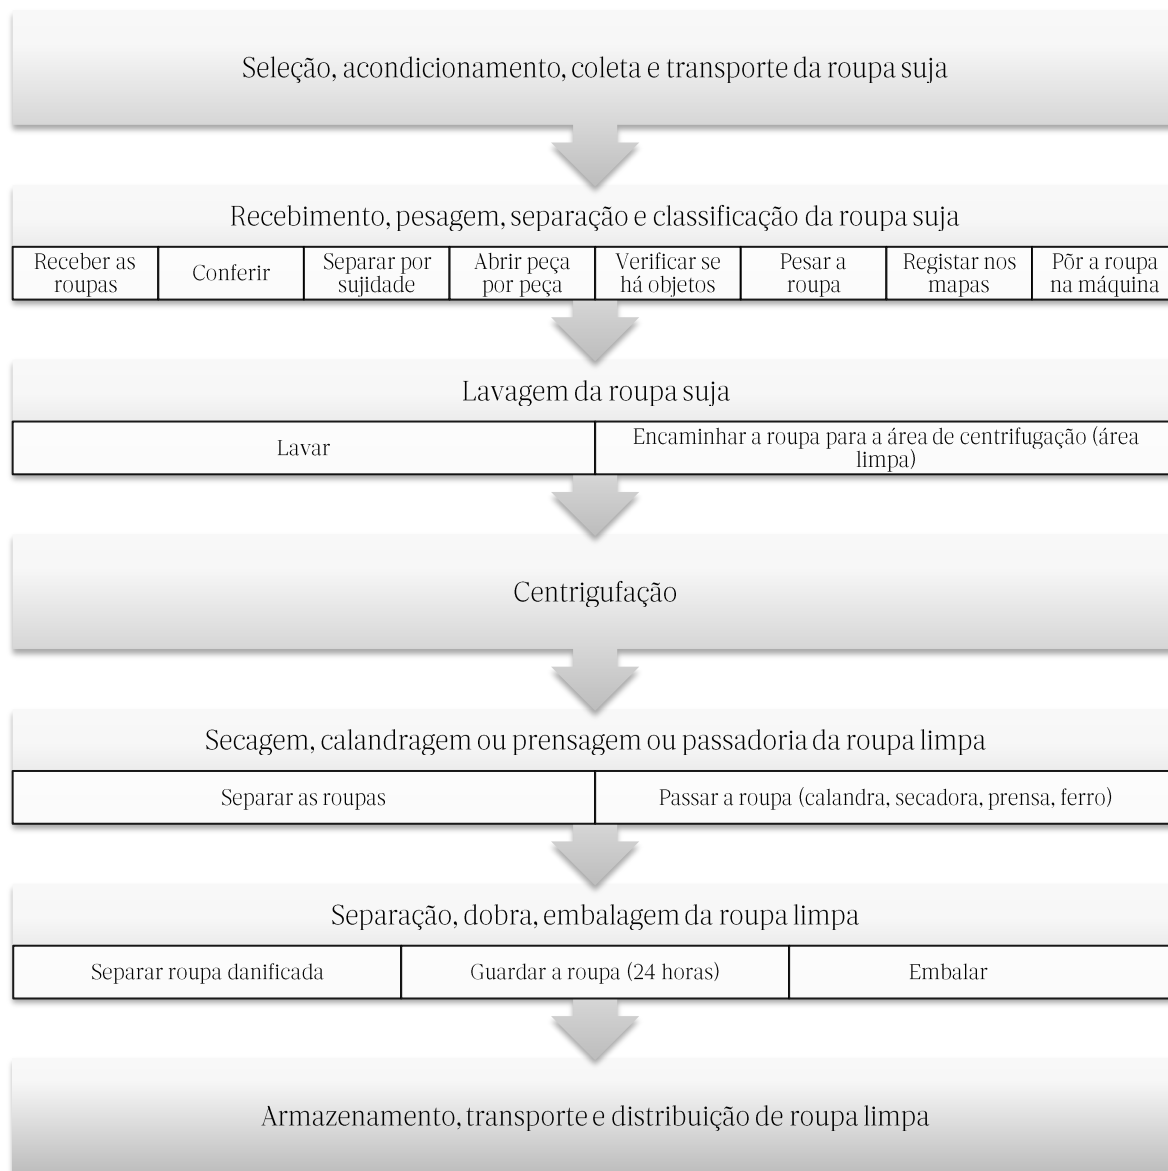 Seleção, acondicionamento, coleta e transporte da roupa suja
Recebimento, pesagem, separação e classificação da roupa suja
Receber as
roupas
Conferir
Separar por
sujidade
Abrir peça
por peça
Verificar se
há objetos
Pesar a
roupa
Registar nos
mapas
Põr a roupa
na máquina
Lavagem da roupa suja
Lavar
Encaminhar a roupa para a área de centrifugação (área
limpa)
Centrigufação
Secagem, calandragem ou prensagem ou passadoria da roupa limpa
Separar as roupas
Passar a roupa (calandra, secadora, prensa, ferro)
Separação, dobra, embalagem da roupa limpa
Separar roupa danificada
Guardar a roupa (24 horas)
Embalar
Armazenamento, transporte e distribuição de roupa limpa